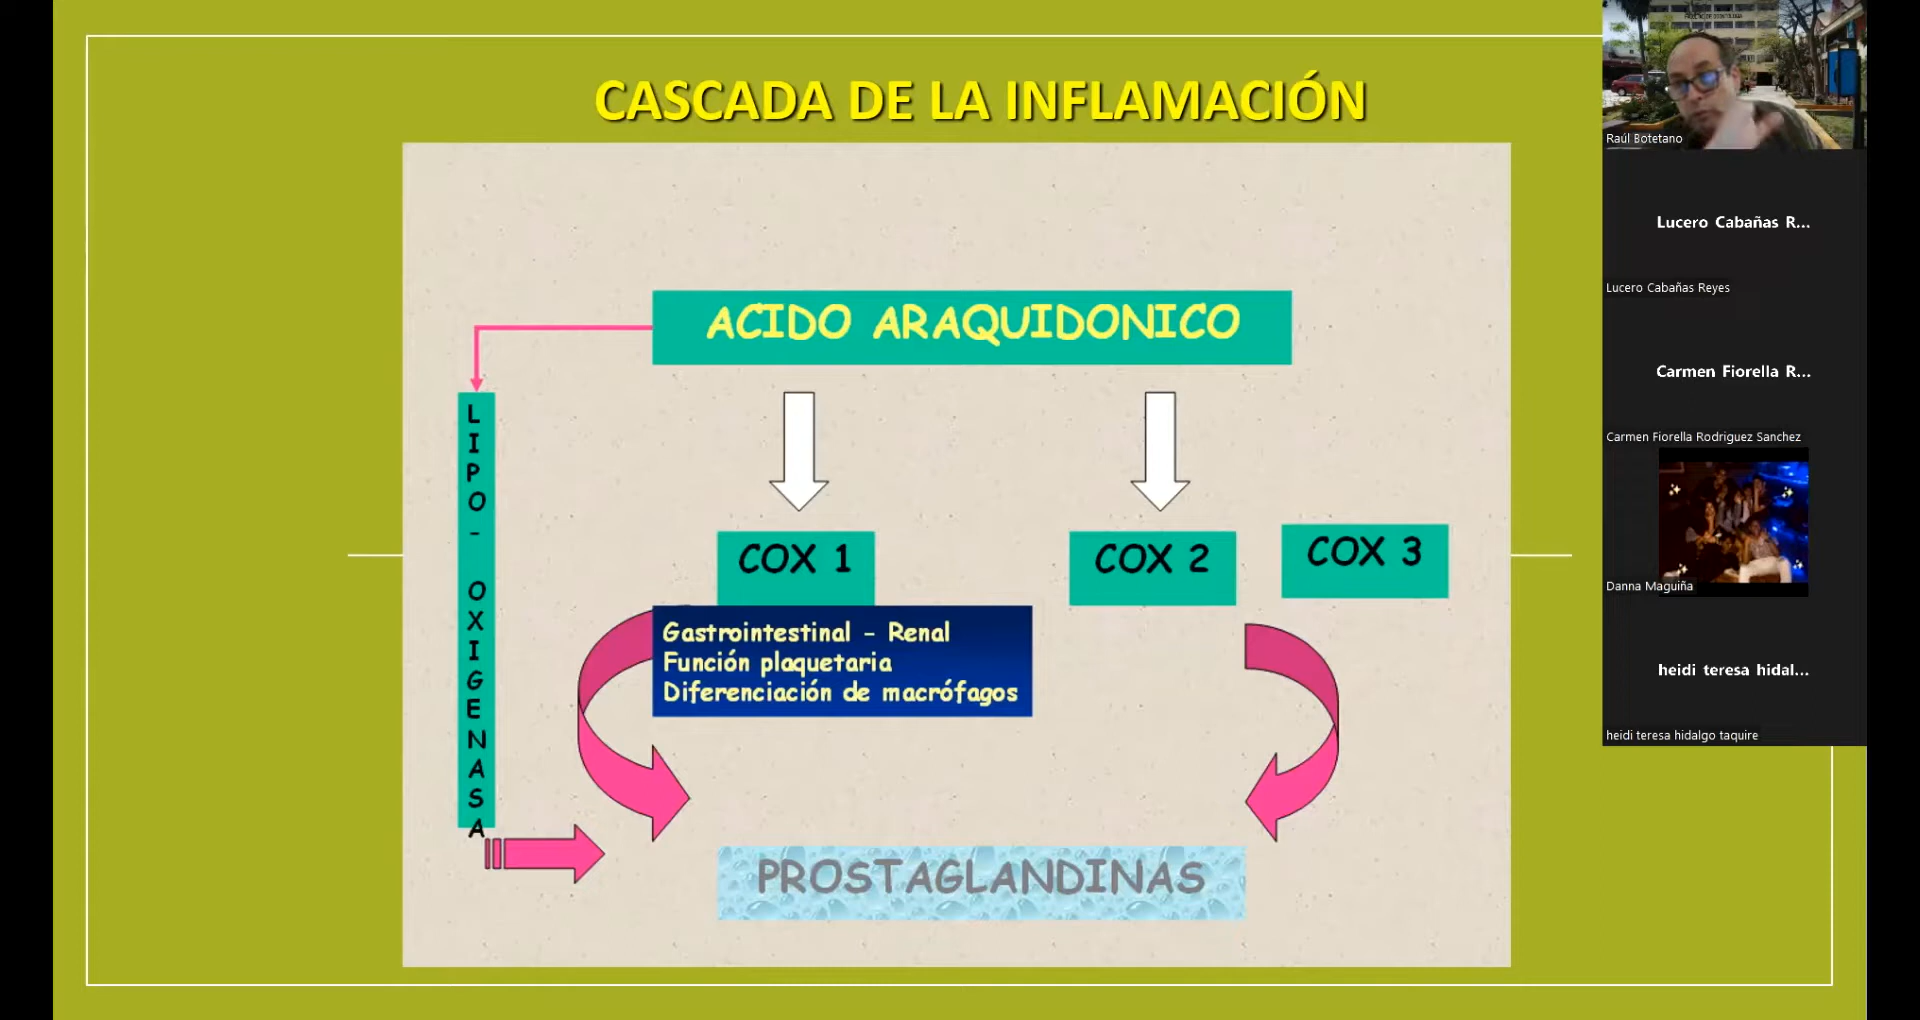 CASCADA DE LA INFLAMACIÓN
ACIDO ARAQUIDONICO
LIPO- OXIGENASA
COX 1
COX 2
COX 3
Gastrointestinal - Renal
Función plaquetaria
Diferenciación de macrófagos
PROSTAGLANDINAS
Raúl Botetano
Lucero Cabañas R...
Lucero Cabañas Reyes
Carmen Fiorella R...
Carmen Fiorella Rodriguez Sanchez
Danna Maguiña
heidi teresa hidal...
heidi teresa hidalgo taquire